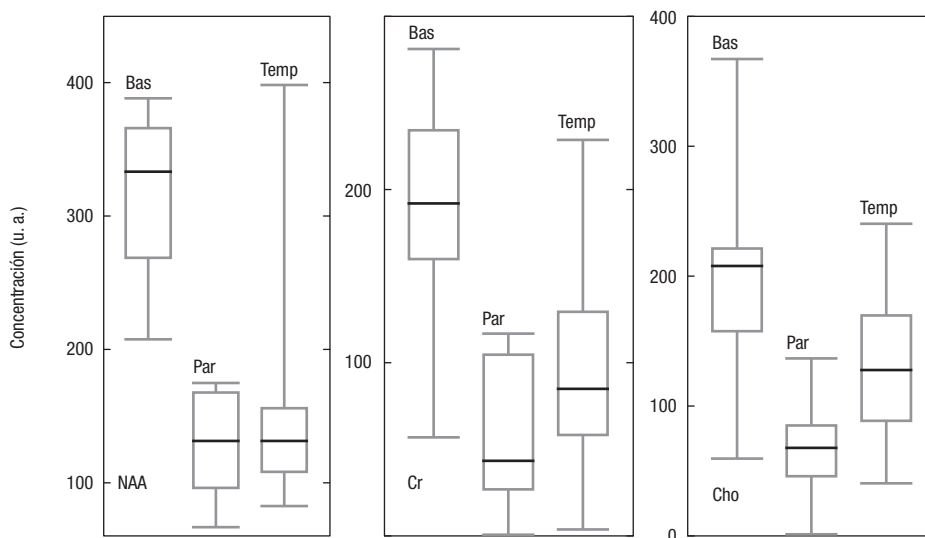 Concentración (u. a.)
400
300
200
100
Bas
Par
Temp
NAA
200
100
Bas
Par
Temp
Cr
400
300
200
100
0
Bas
Par
Temp
Cho